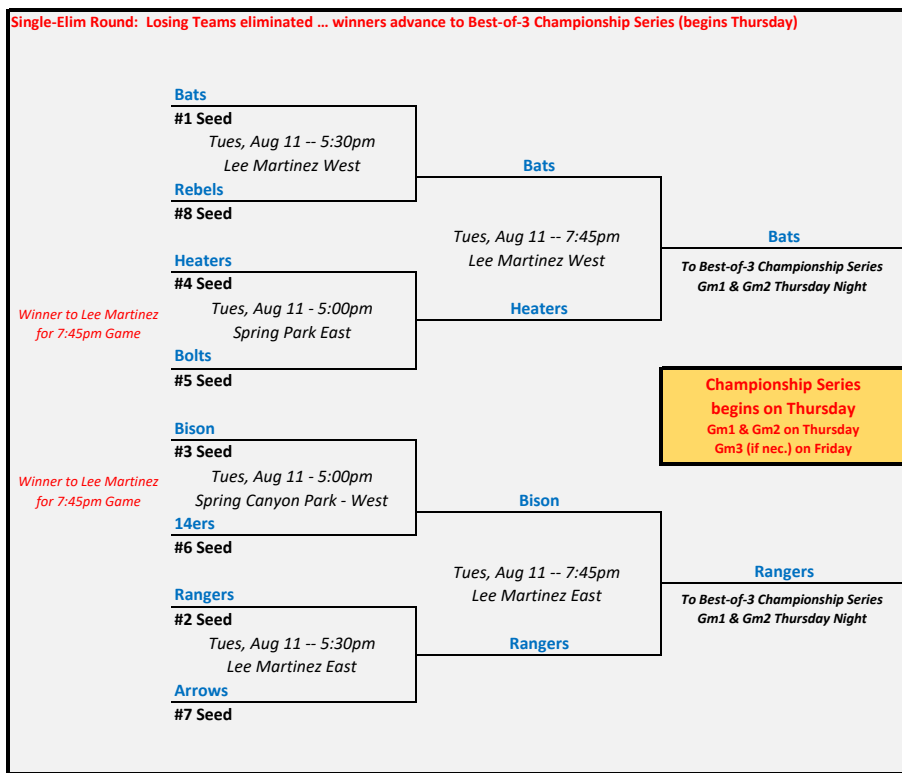 Single-Elim Round:  Losing Teams eliminated ... winners advance to Best-of-3 Championship Series (begins Thursday)
Bats
#1 Seed
Tues, Aug 11 -- 5:30pm
Lee Martinez West
Rebels
#8 Seed
Bats
Tues, Aug 11 -- 7:45pm
Lee Martinez West
Bats
To Best-of-3 Championship Series
Gm1 & Gm2 Thursday Night
Heaters
#4 Seed
Tues, Aug 11 - 5:00pm
Spring Park East
Winner to Lee Martinez
for 7:45pm Game
Heaters
Bolts
#5 Seed
Championship Series
begins on Thursday
Gm1 & Gm2 on Thursday
Gm3 (if nec.) on Friday
Bison
#3 Seed
Tues, Aug 11 - 5:00pm
Spring Canyon Park - West
Winner to Lee Martinez
for 7:45pm Game
14ers
#6 Seed
Bison
Tues, Aug 11 -- 7:45pm
Lee Martinez East
Rangers
To Best-of-3 Championship Series
Gm1 & Gm2 Thursday Night
Rangers
#2 Seed
Tues, Aug 11 -- 5:30pm
Lee Martinez East
Rangers
Arrows
#7 Seed